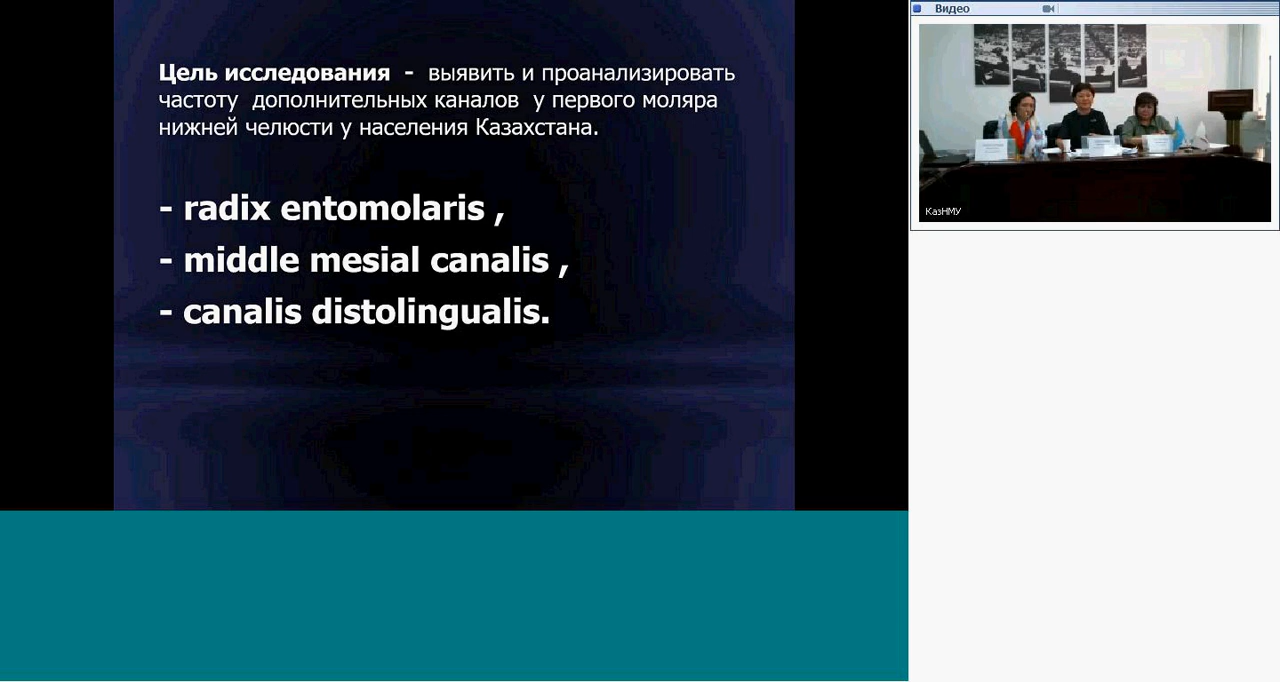 Цель исследования - выявить и проанализировать
частоту дополнительных каналов у первого моляра
нижней челюсти у населения Казахстана.
- radix entomolaris ,
- middle mesial canalis ,
- canalis distolingualis.
Видео
КазНМУ